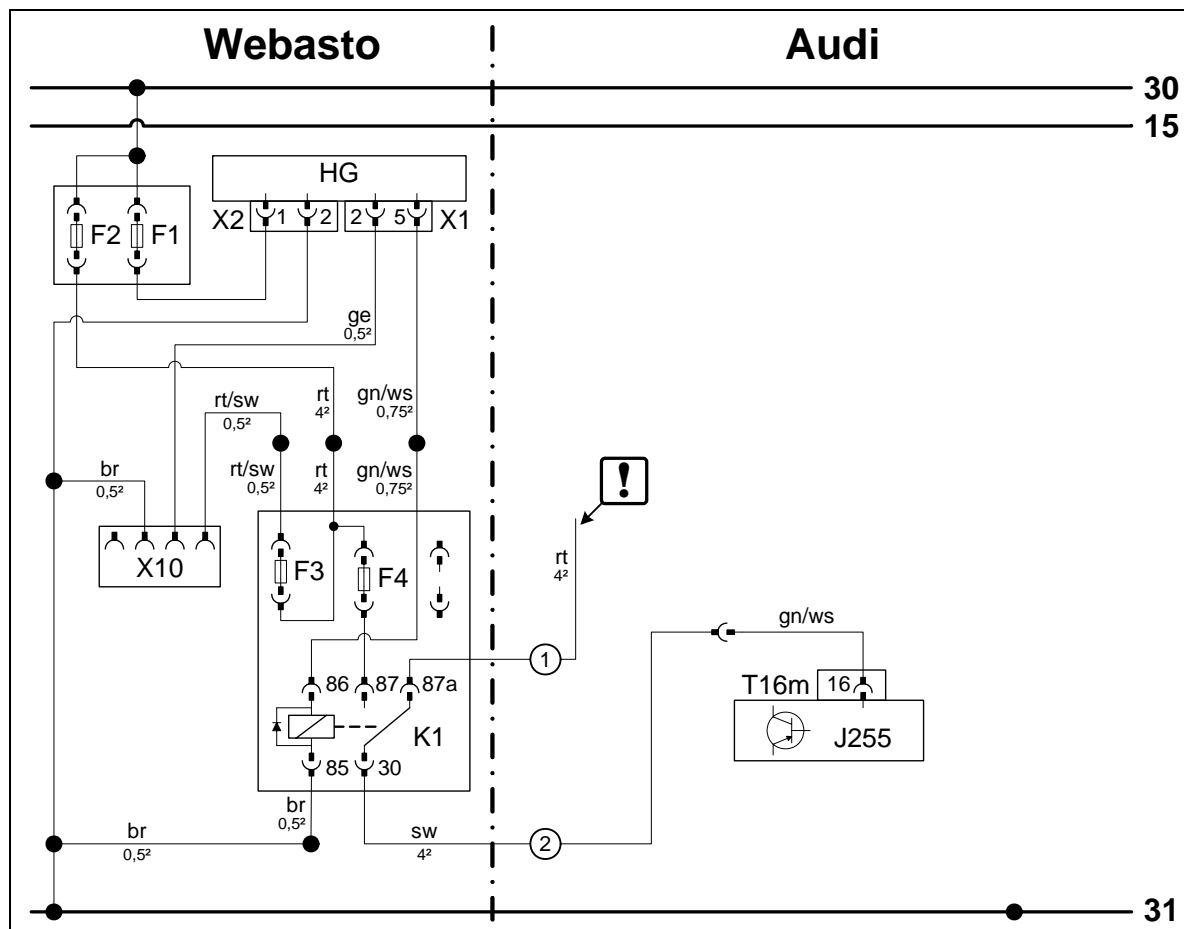 Webasto Audi
30
15
HG
X2 1 2 2 5 X1
F2 F1
ge
0,5²
rt/sw
0,5²
rt
4²
gn/ws
0,75²
br
0,5²
rt/sw
0,5²
rt
4²
gn/ws
0,75²
!
X10
F3 F4
rt
4²
gn/ws
1
86 87 87a
T16m 16
K1
J255
85 30
br
0,5²
br
0,5²
sw
4²
2
31